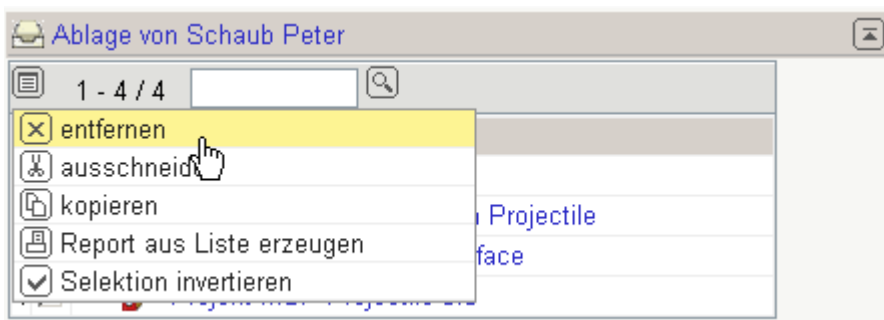 Ablage von Schaub Peter
1 - 4 / 4
entfernen
ausschneid
kopieren
Projectile
Report aus Liste erzeugen
face
Selektion invertieren